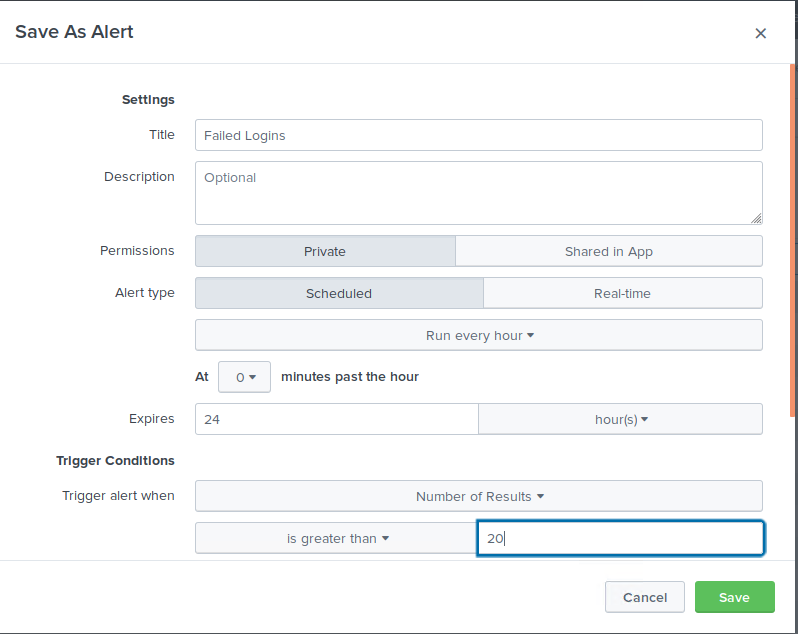 Save As Alert
Settings
Title Failed Logins
Description Optional
Permissions Private Shared in App
Alert type Scheduled Real-time
Run every hour
At 0 minutes past the hour
Expires 24 hour(s)
Trigger Conditions
Trigger alert when Number of Results
is greater than 20
Cancel Save